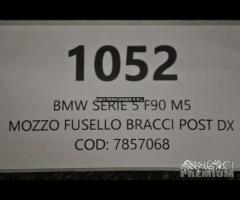 1052
BMW SERIE 5 F90 M5
MOZZO FUSELLO BRACCI POST DX
COD: 7857068
PREMIUM